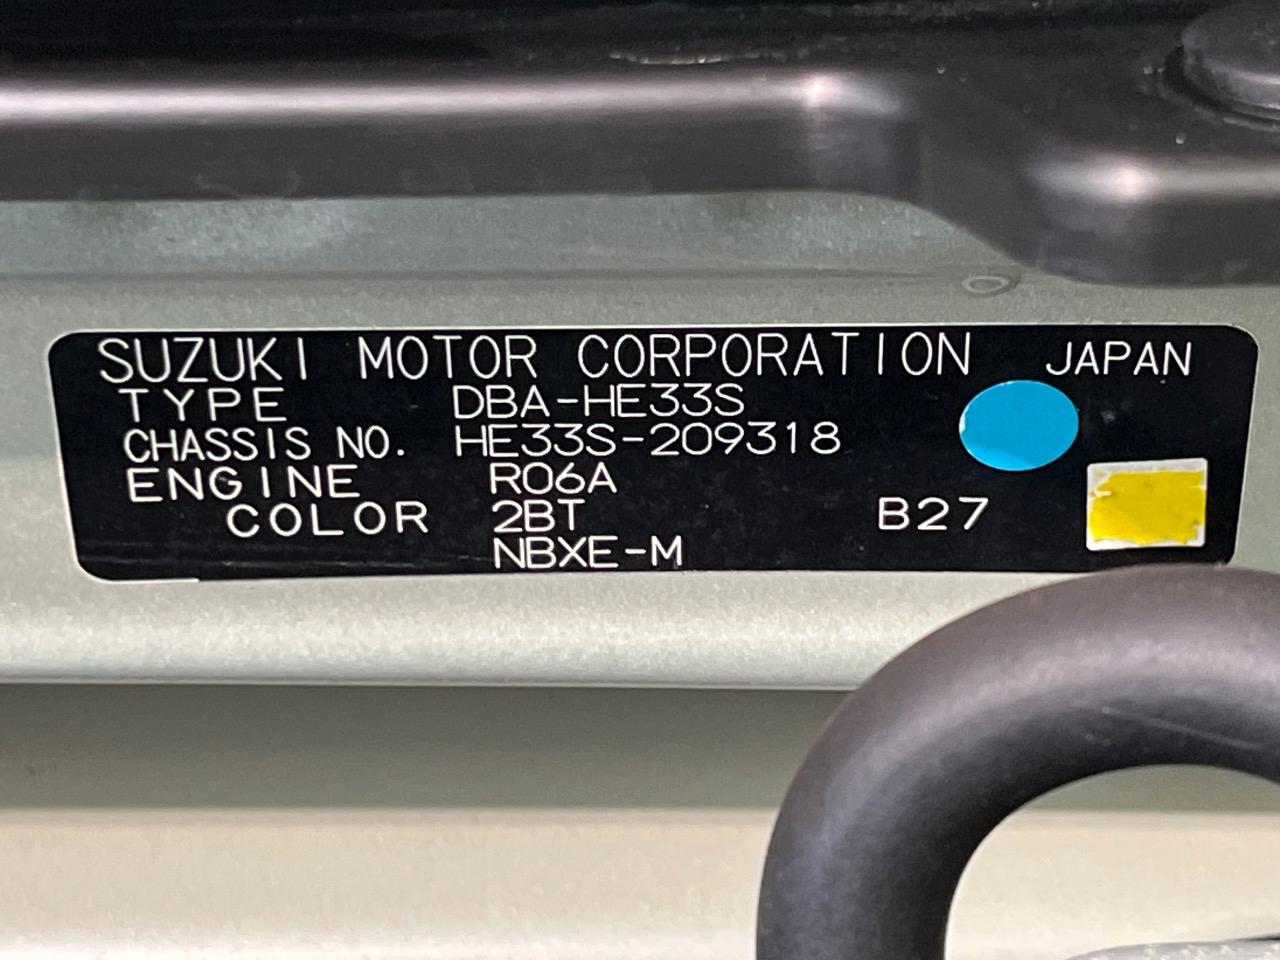 SUZUKI MOTOR CORPORATION JAPAN
TYPE DBA-HE33S
CHASSIS NO. HE33S-209318
ENGINE R06A
COLOR 2BT B27
NBXE-M